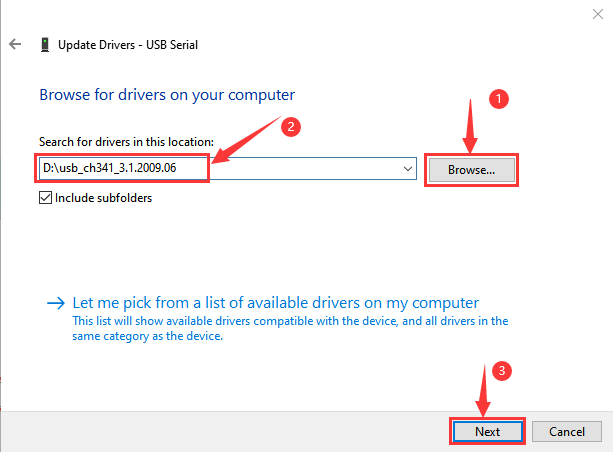 Update Drivers - USB Serial
Browse for drivers on your computer
1
2
Search for drivers in this location:
D:\usb_ch341_3.1.2009.06
Browse...
Include subfolders
Let me pick from a list of available drivers on my computer
This list will show available drivers compatible with the device, and all drivers in the
same category as the device.
3
Next
Cancel